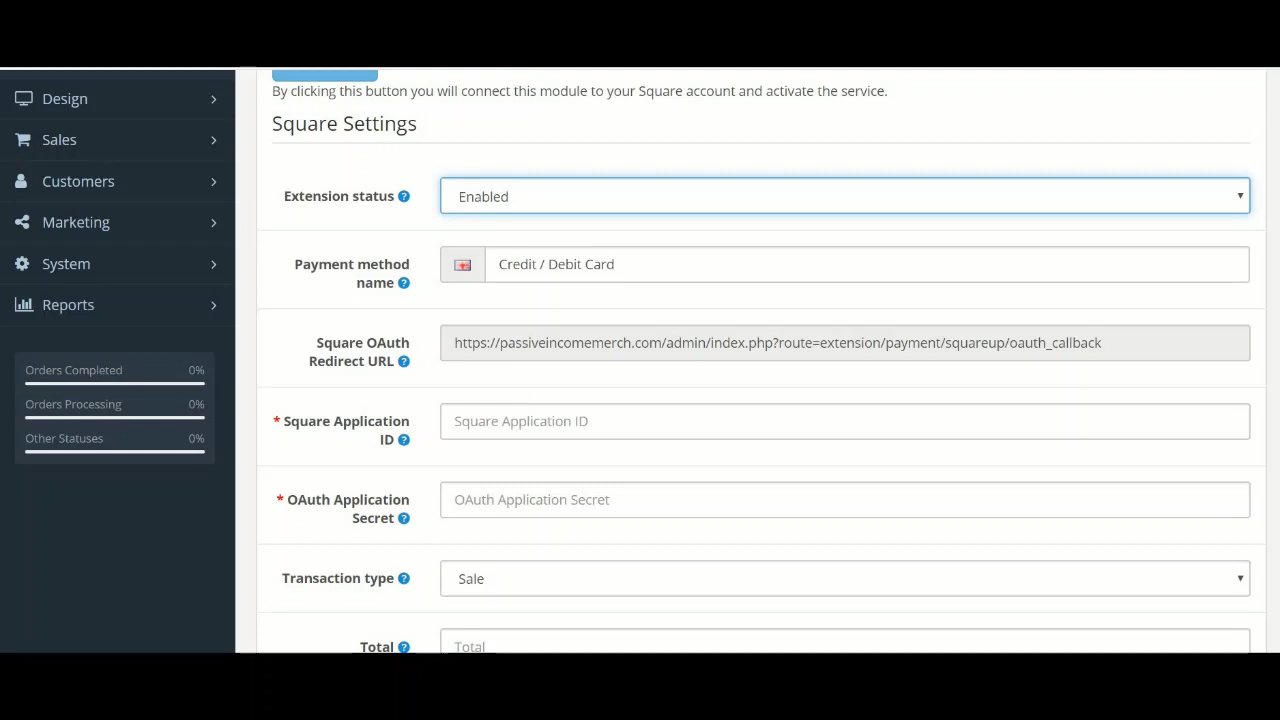 By clicking this button you will connect this module to your Square account and activate the service.
Square Settings
Design
Sales
Customers
Marketing
System
Reports
Orders Completed 0%
Orders Processing 0%
Other Statuses 0%
Extension status
Enabled
Payment method
name
Credit / Debit Card
Square OAuth
Redirect URL
https://passiveincomemerch.com/admin/index.php?route=extension/payment/squareup/oauth_callback
* Square Application
ID
Square Application ID
* OAuth Application
Secret
OAuth Application Secret
Transaction type
Sale
Total
Total